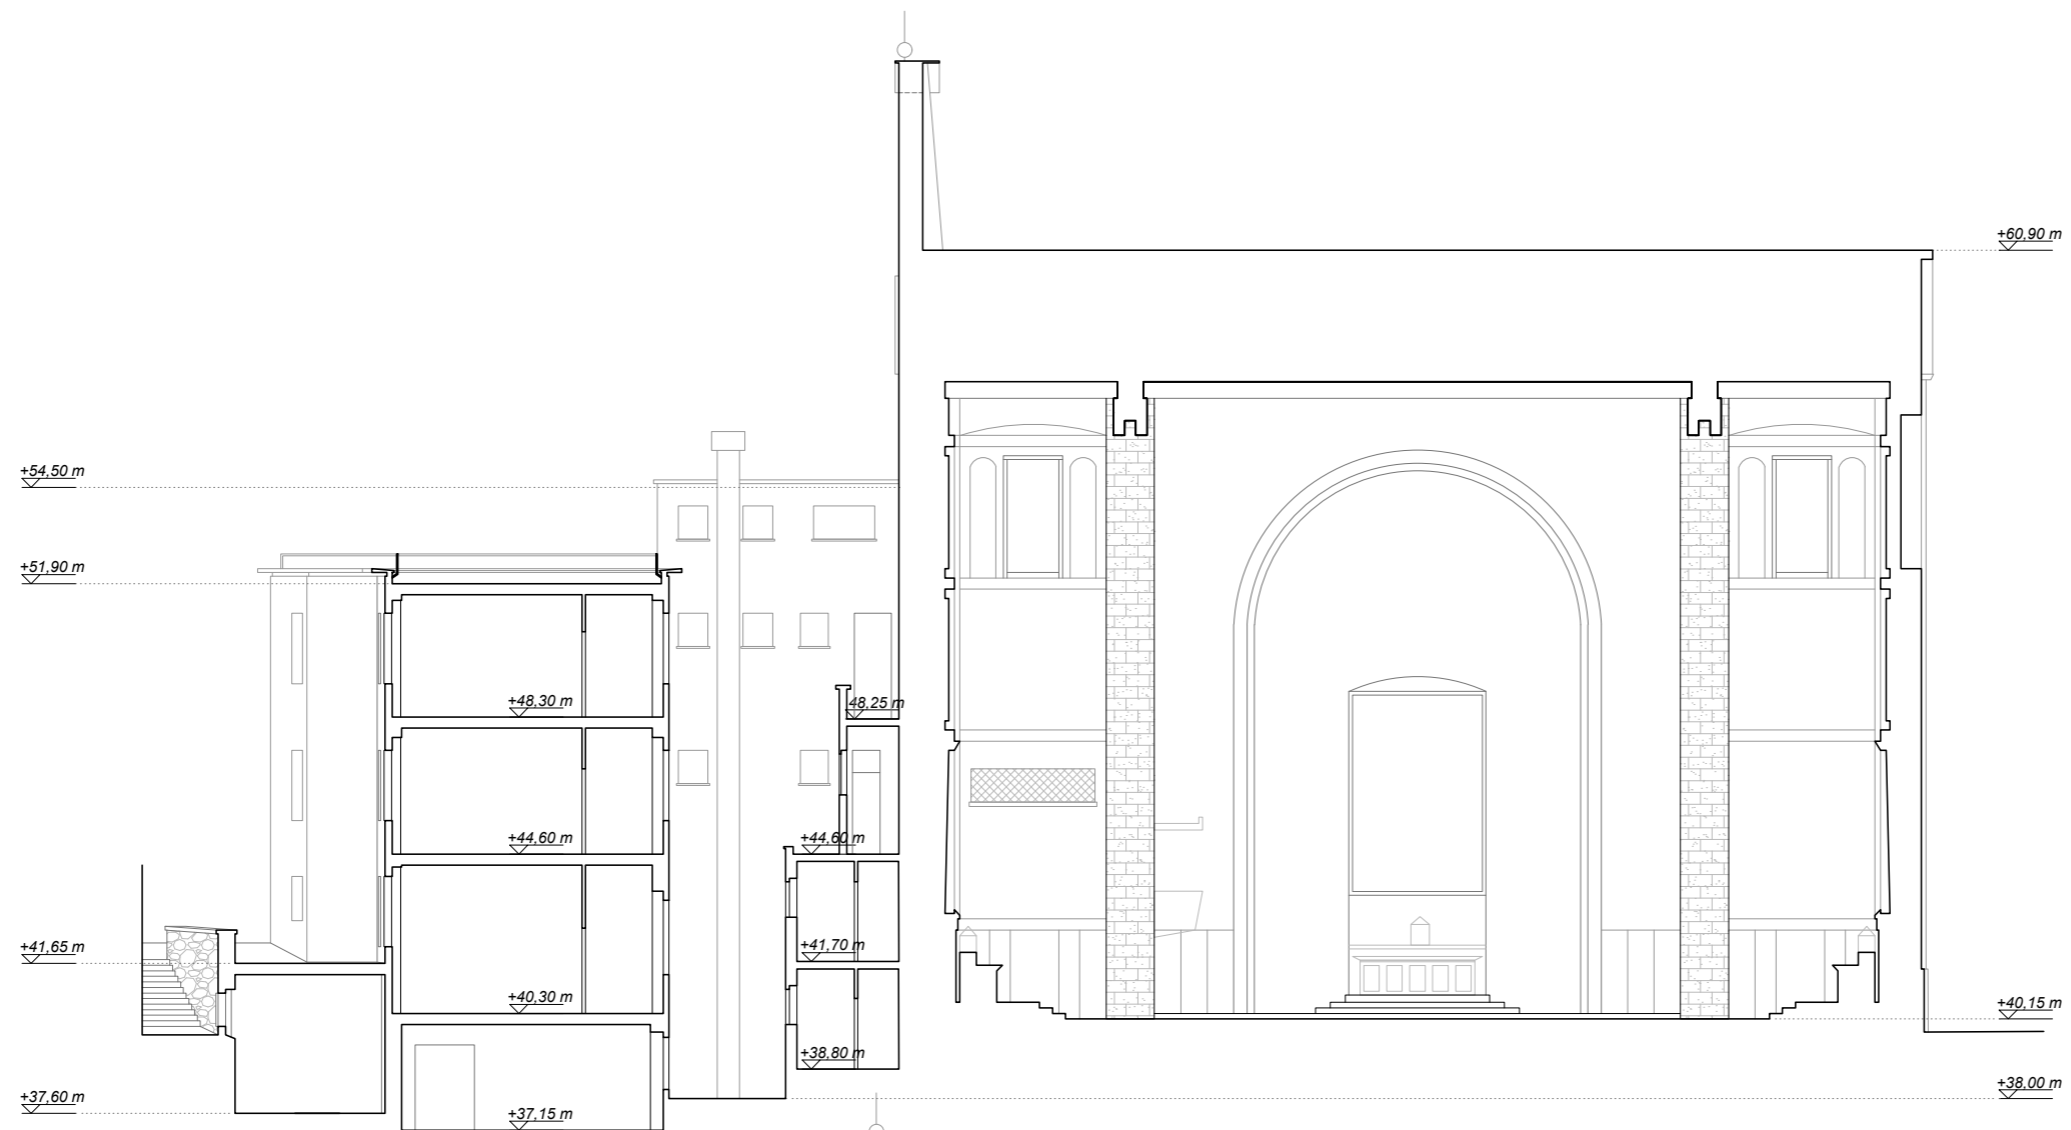 +60,90 m
+54,50 m
+51,90 m
+48,30 m
48,25 m
+44,60 m
+44,60 m
+41,65 m
+41,70 m
+40,30 m
+40,15 m
+38,80 m
+37,60 m
+38,00 m
+37,15 m